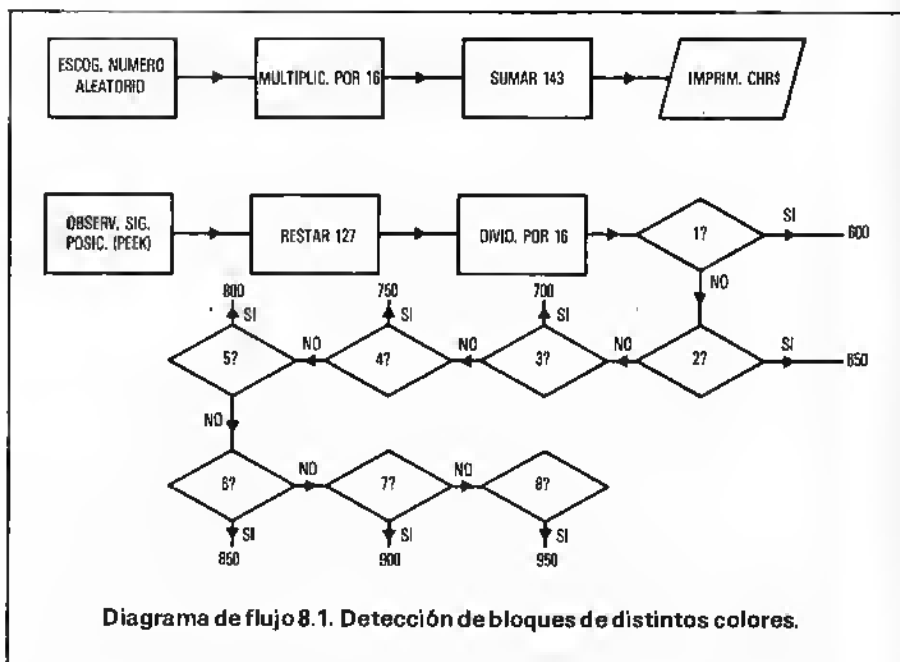 ESCOG. NUMERO
ALEATORIO
MULTIPLIC. POR 16
SUMAR 143
IMPRIM. CHR$
OBSERV. SIG.
POSIC. (PEEK)
RESTAR 127
DIVID. POR 16
1?
SI
600
NO
800
SI
750
SI
700
SI
5?
NO
4?
NO
3?
NO
2?
SI
650
NO
6?
NO
7?
NO
8?
SI
850
SI
900
SI
950
Diagrama de flujo 8.1. Detección de bloques de distintos colores.